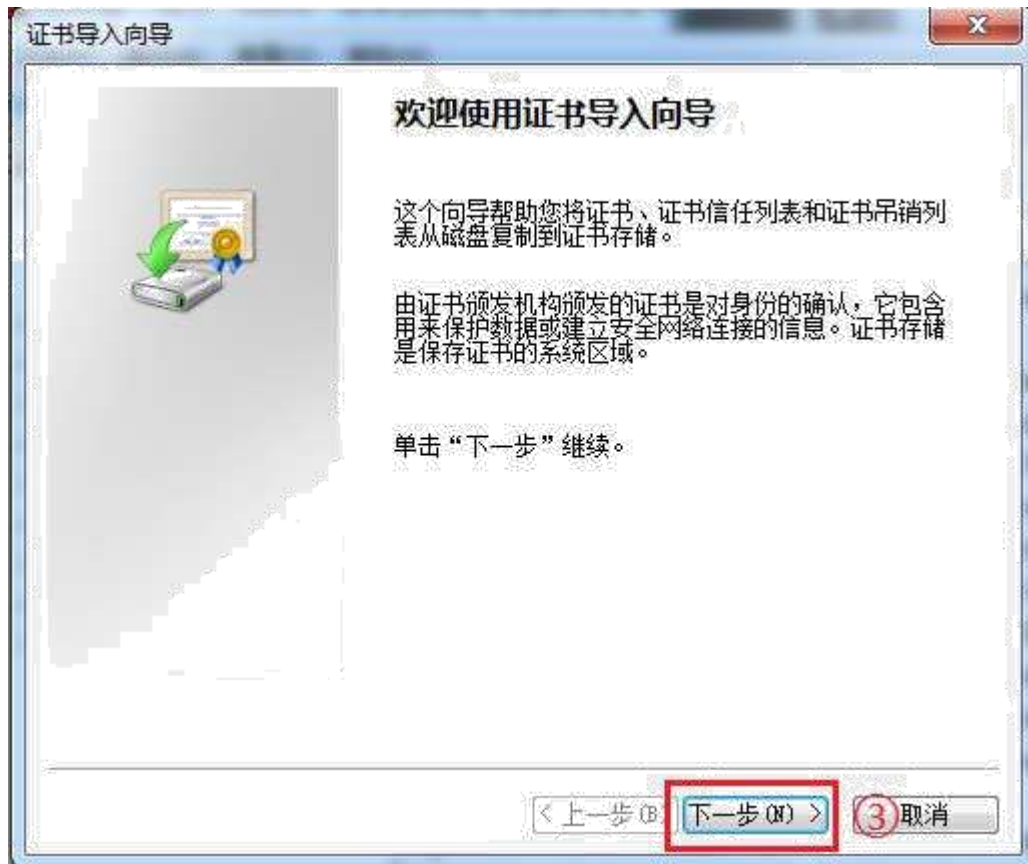 证书导入向导
欢迎使用证书导入向导
这个向导帮助您将证书、证书信任列表和证书吊销列
表从磁盘复制到证书存储。
由证书颁发机构颁发的证书是对身份的确认，它包含
用来保护数据或建立安全网络连接的信息。证书存储
是保存证书的系统区域。
单击“下一步”继续。
< 上一步(B) 下一步(N) > ③ 取消